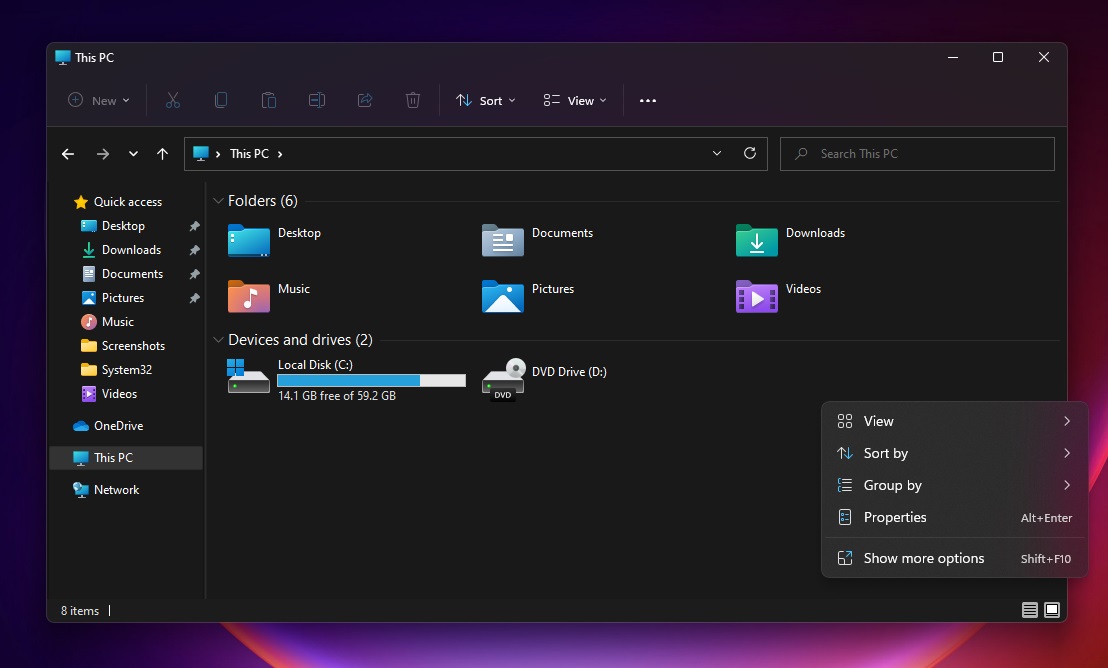 This PC
New
Sort
View
This PC
Search This PC
Quick access
Desktop
Downloads
Documents
Pictures
Music
Screenshots
System32
Videos
OneDrive
This PC
Network
Folders (6)
Desktop
Documents
Downloads
Music
Pictures
Videos
Devices and drives (2)
Local Disk (C:)
14.1 GB free of 59.2 GB
DVD
DVD Drive (D:)
View
Sort by
Group by
Properties Alt+Enter
Show more options Shift+F10
8 items